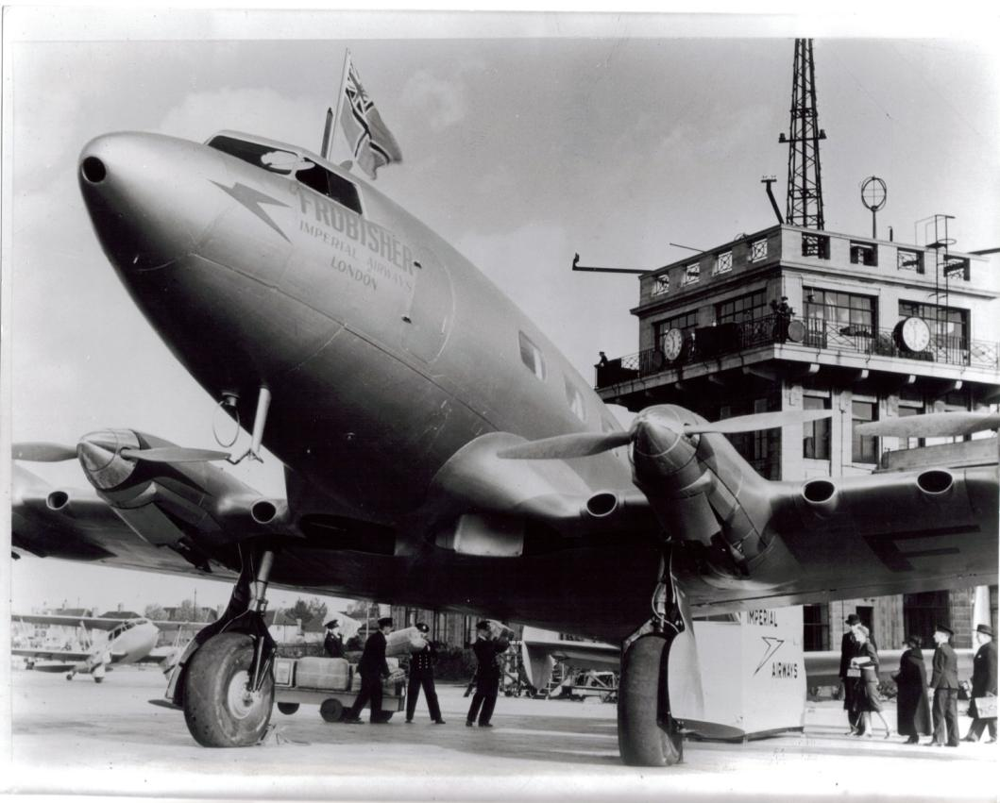 FROBISHER
IMPERIAL AIRWAYS
LONDON
IMPERIAL
AIRWAYS